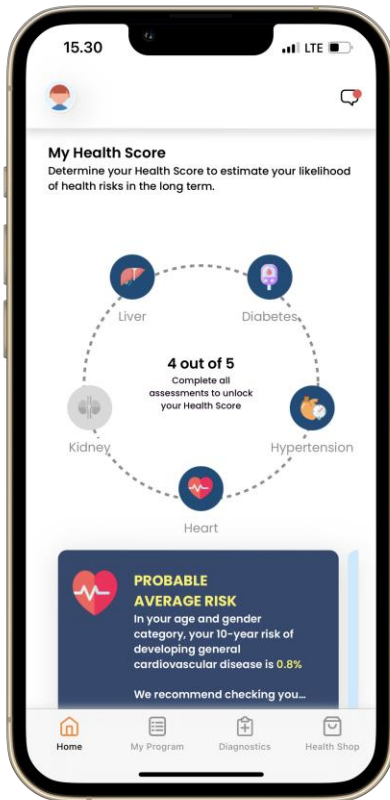 15.30
LTE
My Health Score
Determine your Health Score to estimate your likelihood
of health risks in the long term.
Liver
Diabetes
4 out of 5
Complete all
assessments to unlock
your Health Score
Kidney
Hypertension
Heart
PROBABLE
AVERAGE RISK
In your age and gender
category, your 10-year risk of
developing general
cardiovascular disease is 0.8%
We recommend checking you...
Home
My Program
Diagnostics
Health Shop